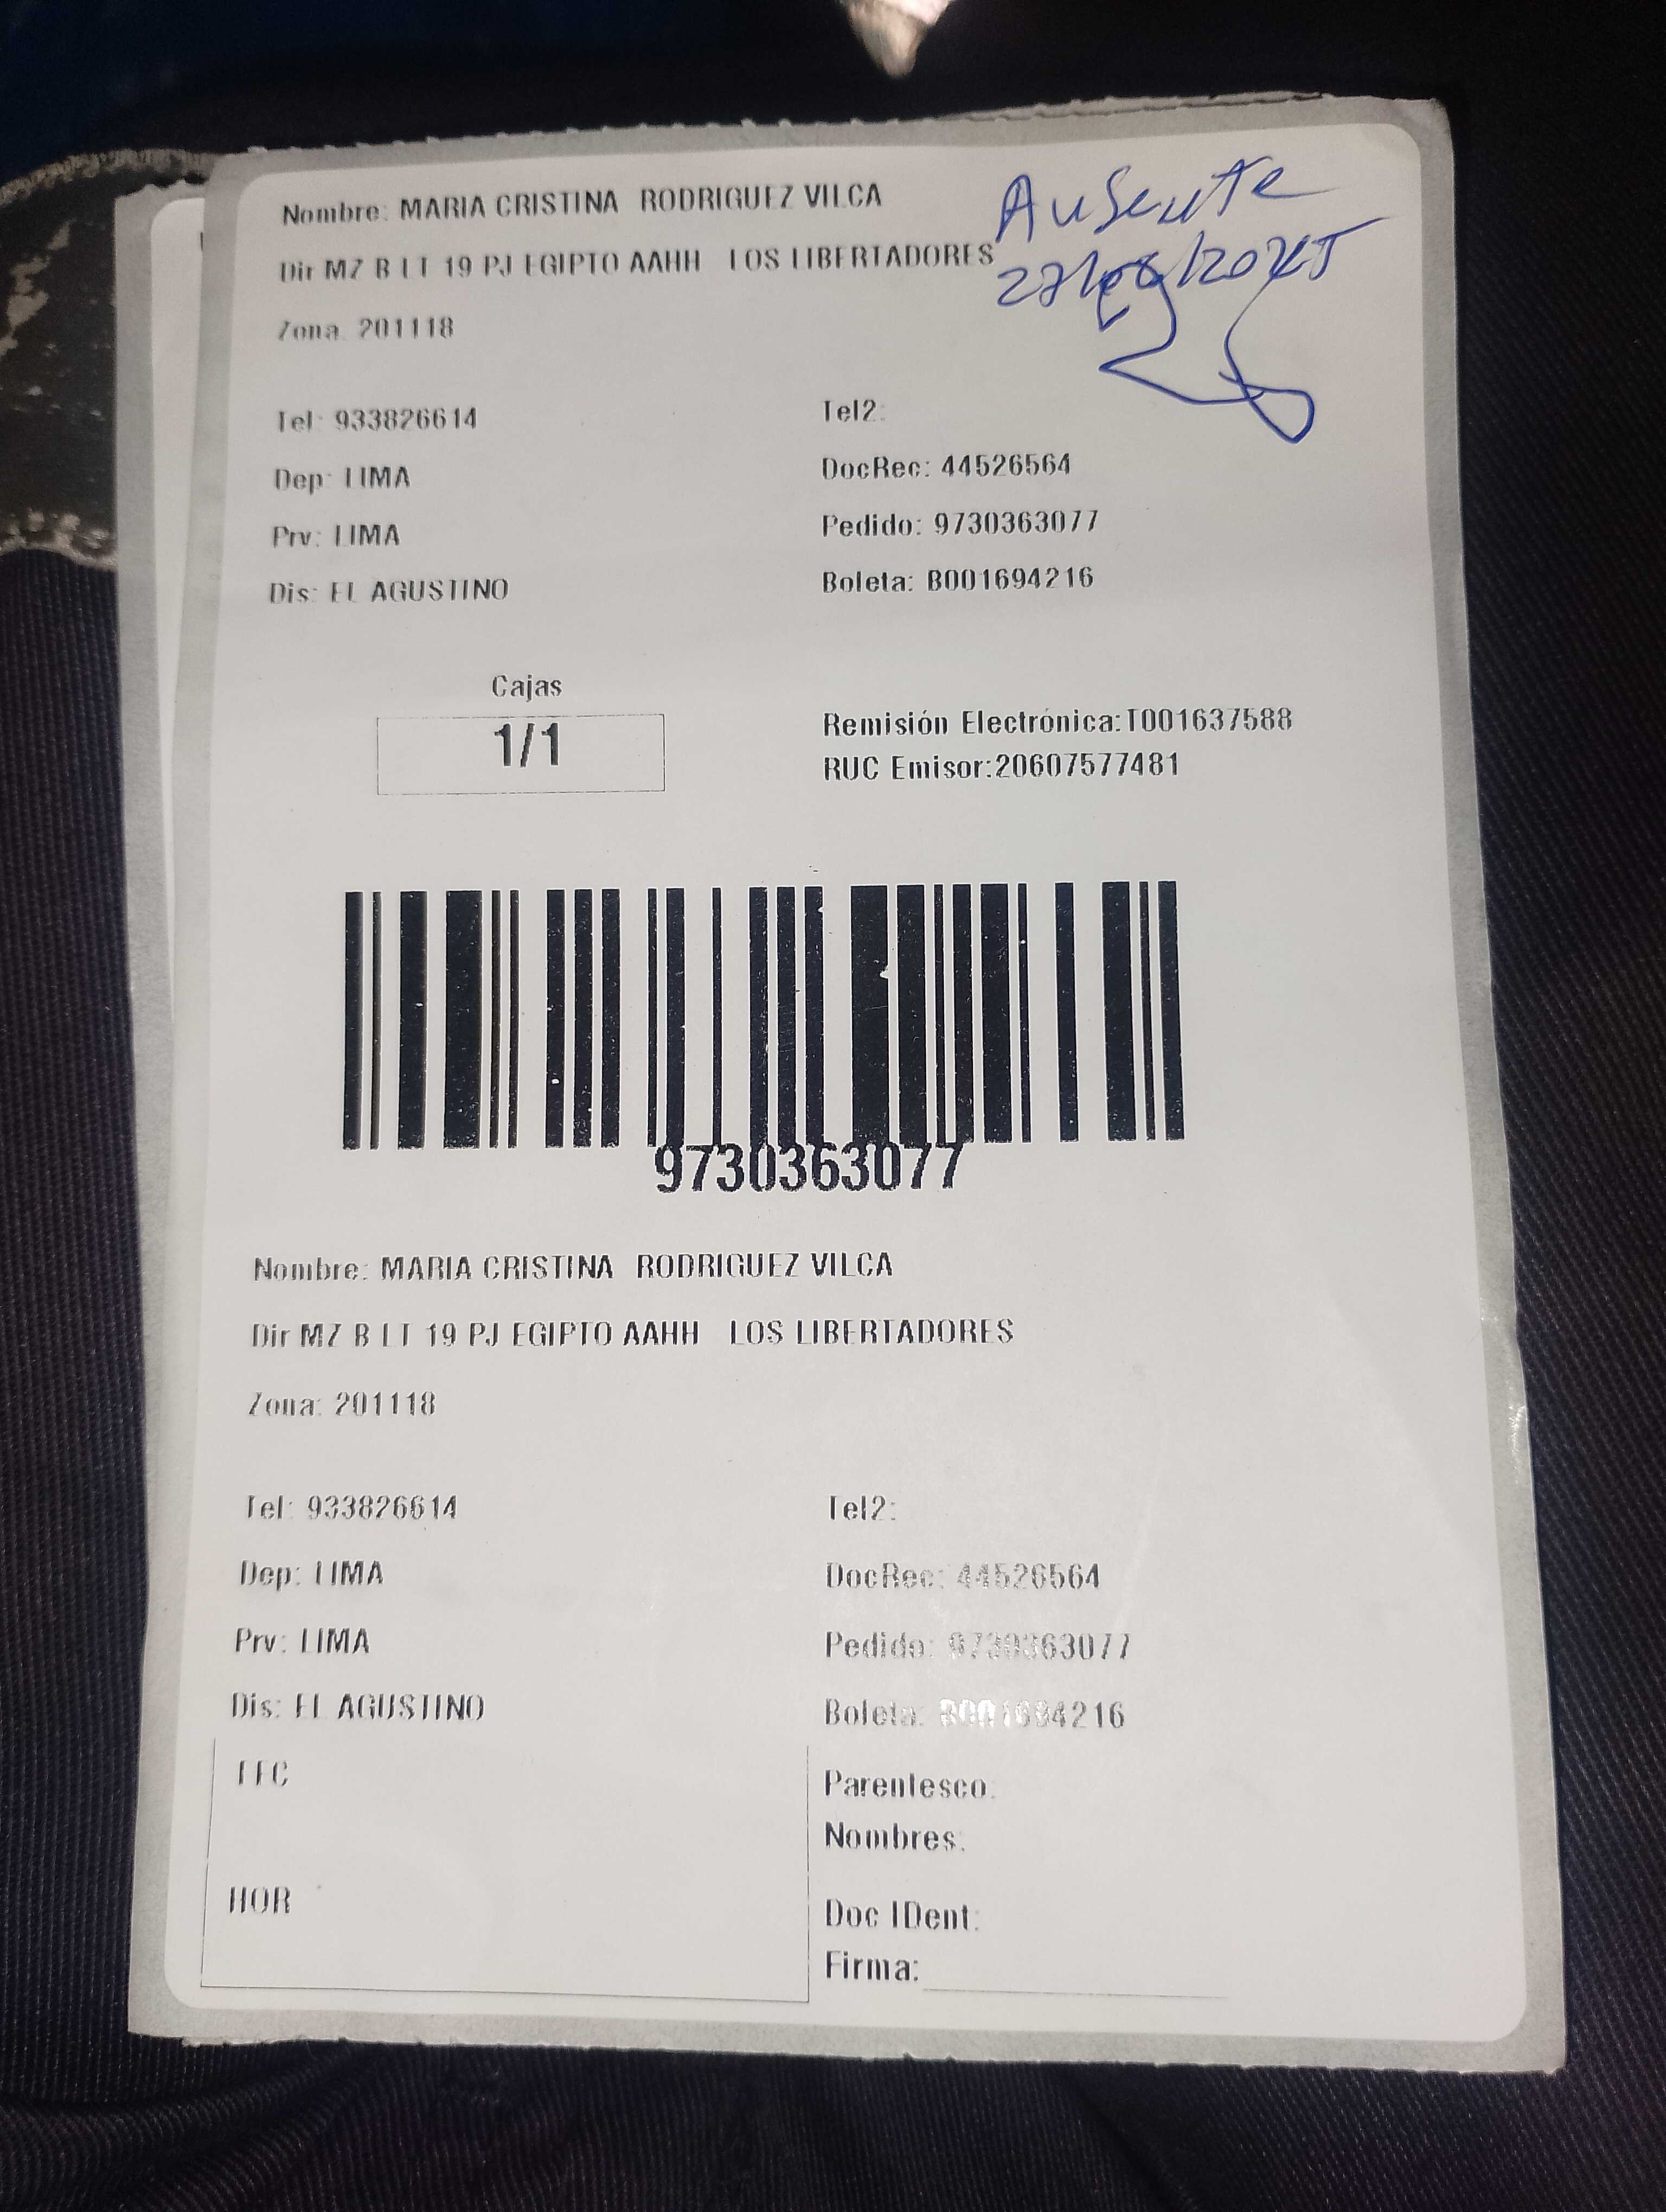 Nombre: MARIA CRISTINA RODRIGUEZ VILCA
Ausente
Dir MZ B LT 19 PJ EGIPTO AAHH LOS LIBERTADORES
Zona: 201118
Tel: 933826614
Tel2:
Dep: LIMA
DocRec: 44526564
Prv: LIMA
Pedido: 9730363077
Dis: EL AGUSTINO
Boleta: B001694216
Cajas
1/1
Remisión Electrónica:T001637588
RUC Emisor:20607577481
9730363077
Nombre: MARIA CRISTINA RODRIGUEZ VILCA
Dir MZ B LT 19 PJ EGIPTO AAHH LOS LIBERTADORES
Zona: 201118
Tel: 933826614
Tel2:
Dep: LIMA
DocRec: 44526564
Prv: LIMA
Pedido: 9730363077
Dis: EL AGUSTINO
Boleta: B001694216
Parentesco:
Nombres:
HOR
Doc IDent:
Firma: